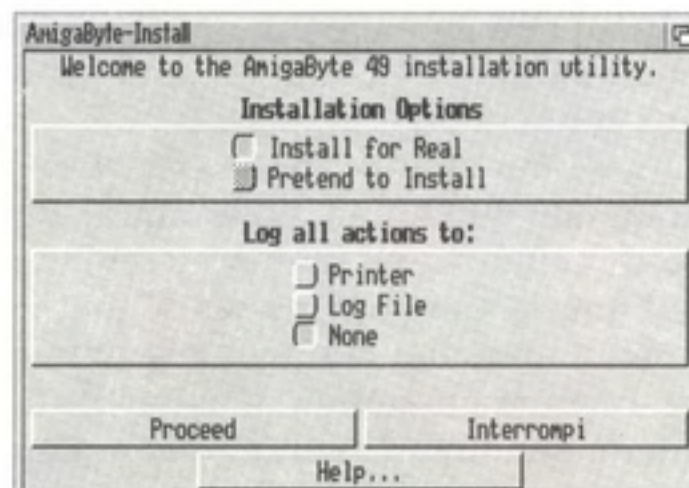 AmigaByte-Install
Welcome to the AmigaByte 49 installation utility.
Installation Options
Install for Real
Pretend to Install
Log all actions to:
Printer
Log File
None
Proceed Interrompi
Help...